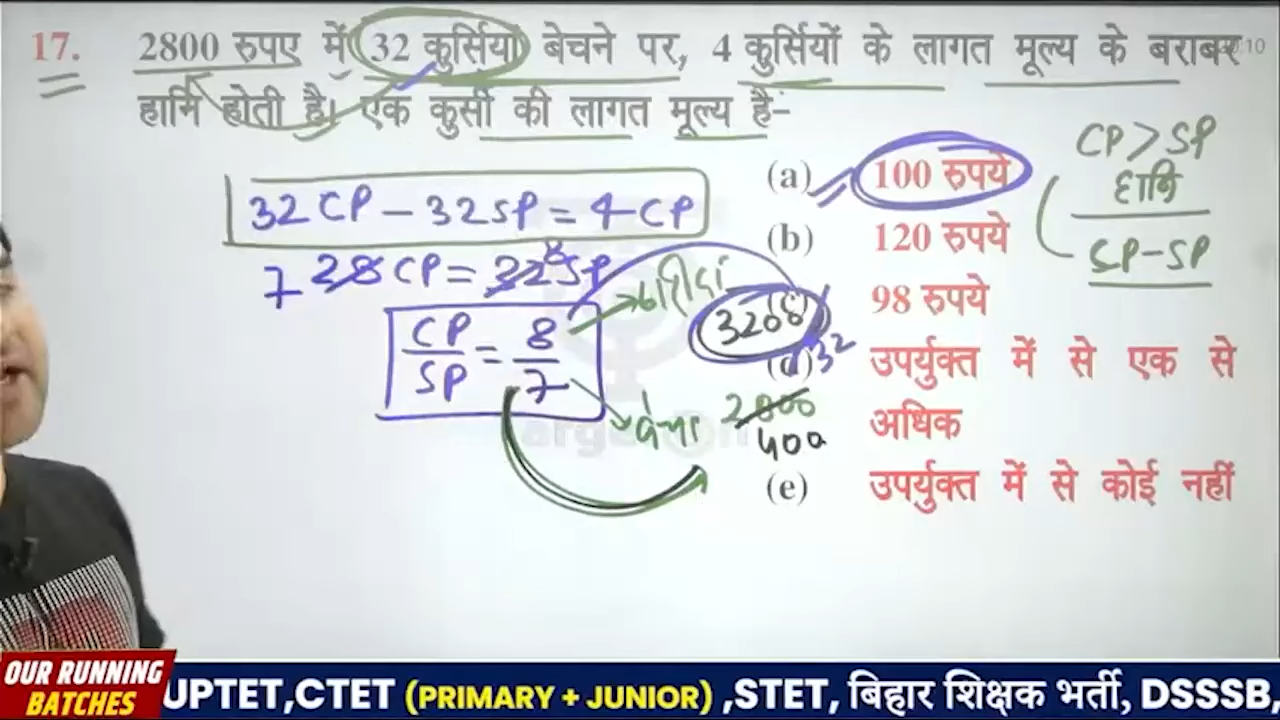 17. 2800 रुपए में 32 कुर्सियां बेचने पर, 4 कुर्सियों के लागत मूल्य के बराबर
हानि होती है। एक कुर्सी की लागत मूल्य है-
(a) 100 रुपये
(b) 120 रुपये
98 रुपये
(d) उपर्युक्त में से एक से
अधिक
(e) उपर्युक्त में से कोई नहीं
32 CP - 32 SP = 4 CP
7 28 CP = 32 8 SP
CP/SP = 8/7
3200
32
2800
400
CP > SP
हानि
CP - SP
OUR RUNNING
BATCHES
UPTET,CTET (PRIMARY + JUNIOR) ,STET, बिहार शिक्षक भर्ती, DSSSB,